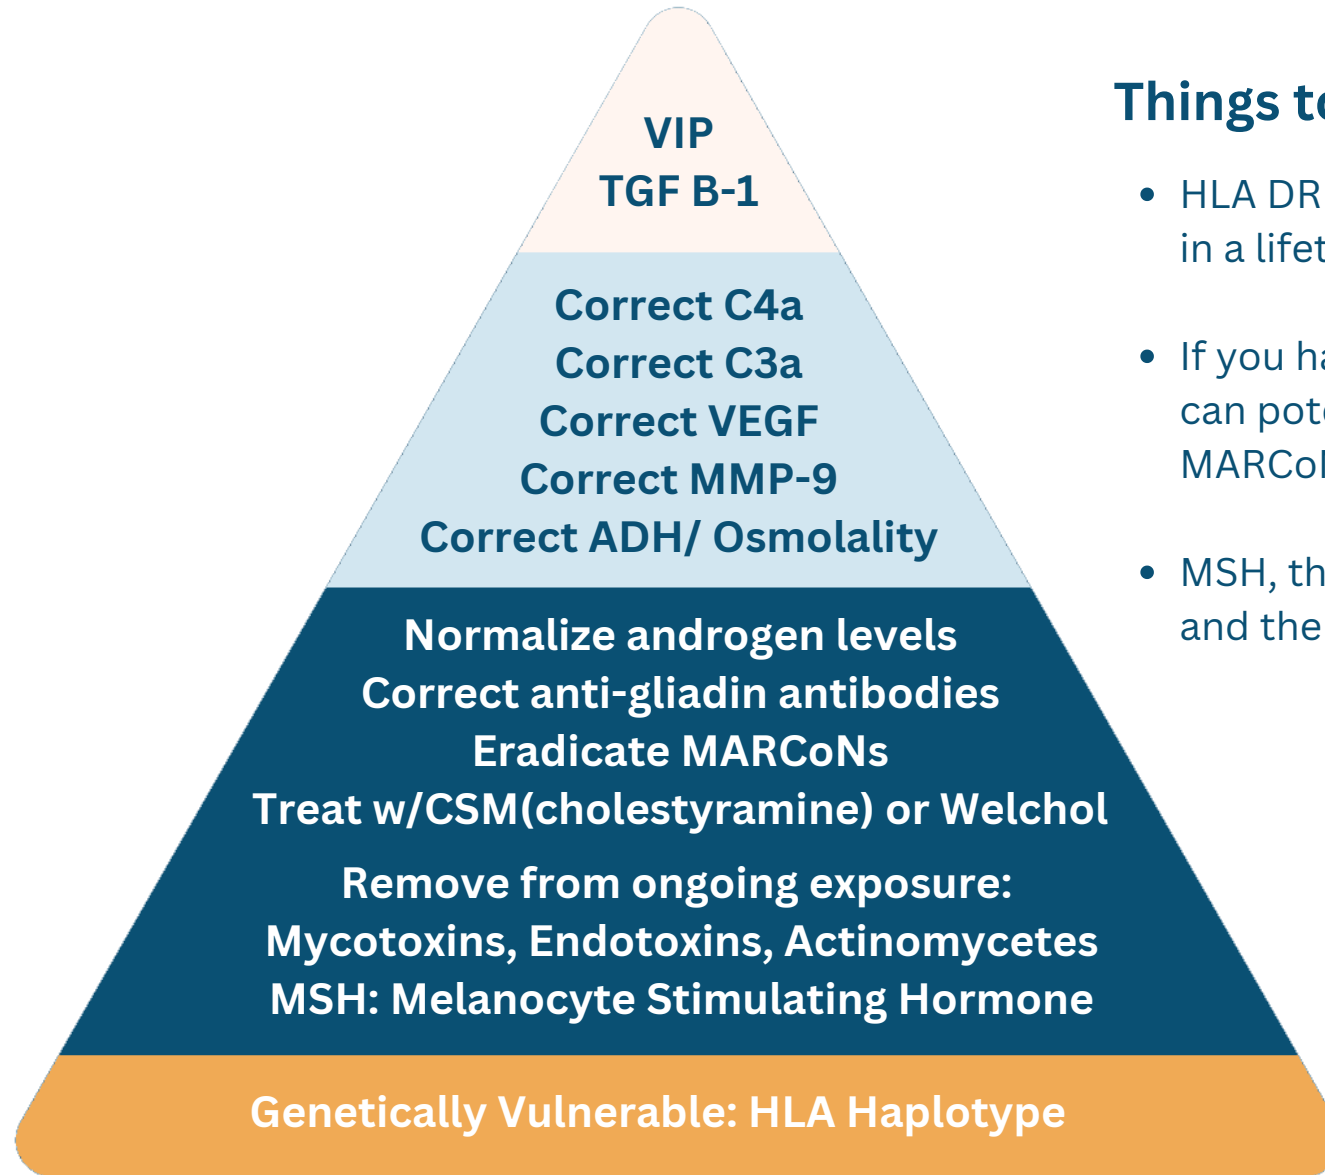 VIP
TGF B-1
Correct C4a
Correct C3a
Correct VEGF
Correct MMP-9
Correct ADH/ Osmolality
Normalize androgen levels
Correct anti-gliadin antibodies
Eradicate MARCoNs
Treat w/CSM(cholestyramine) or Welchol
Remove from ongoing exposure:
Mycotoxins, Endotoxins, Actinomycetes
MSH: Melanocyte Stimulating Hormone
Genetically Vulnerable: HLA Haplotype
Things
• HLA DR
in a
• If you
can
• MSH,
and the